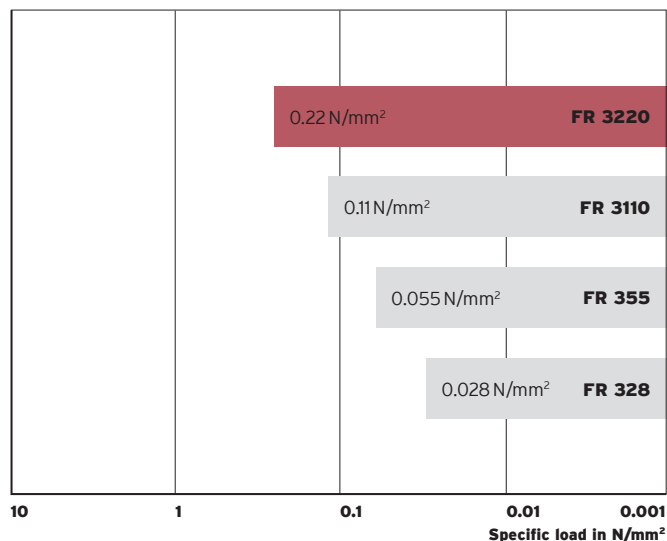 0.22 N/mm² FR 3220
0.11 N/mm² FR 3110
0.055 N/mm² FR 355
0.028 N/mm² FR 328
10 1 0.1 0.01 0.001
Specific load in N/mm²